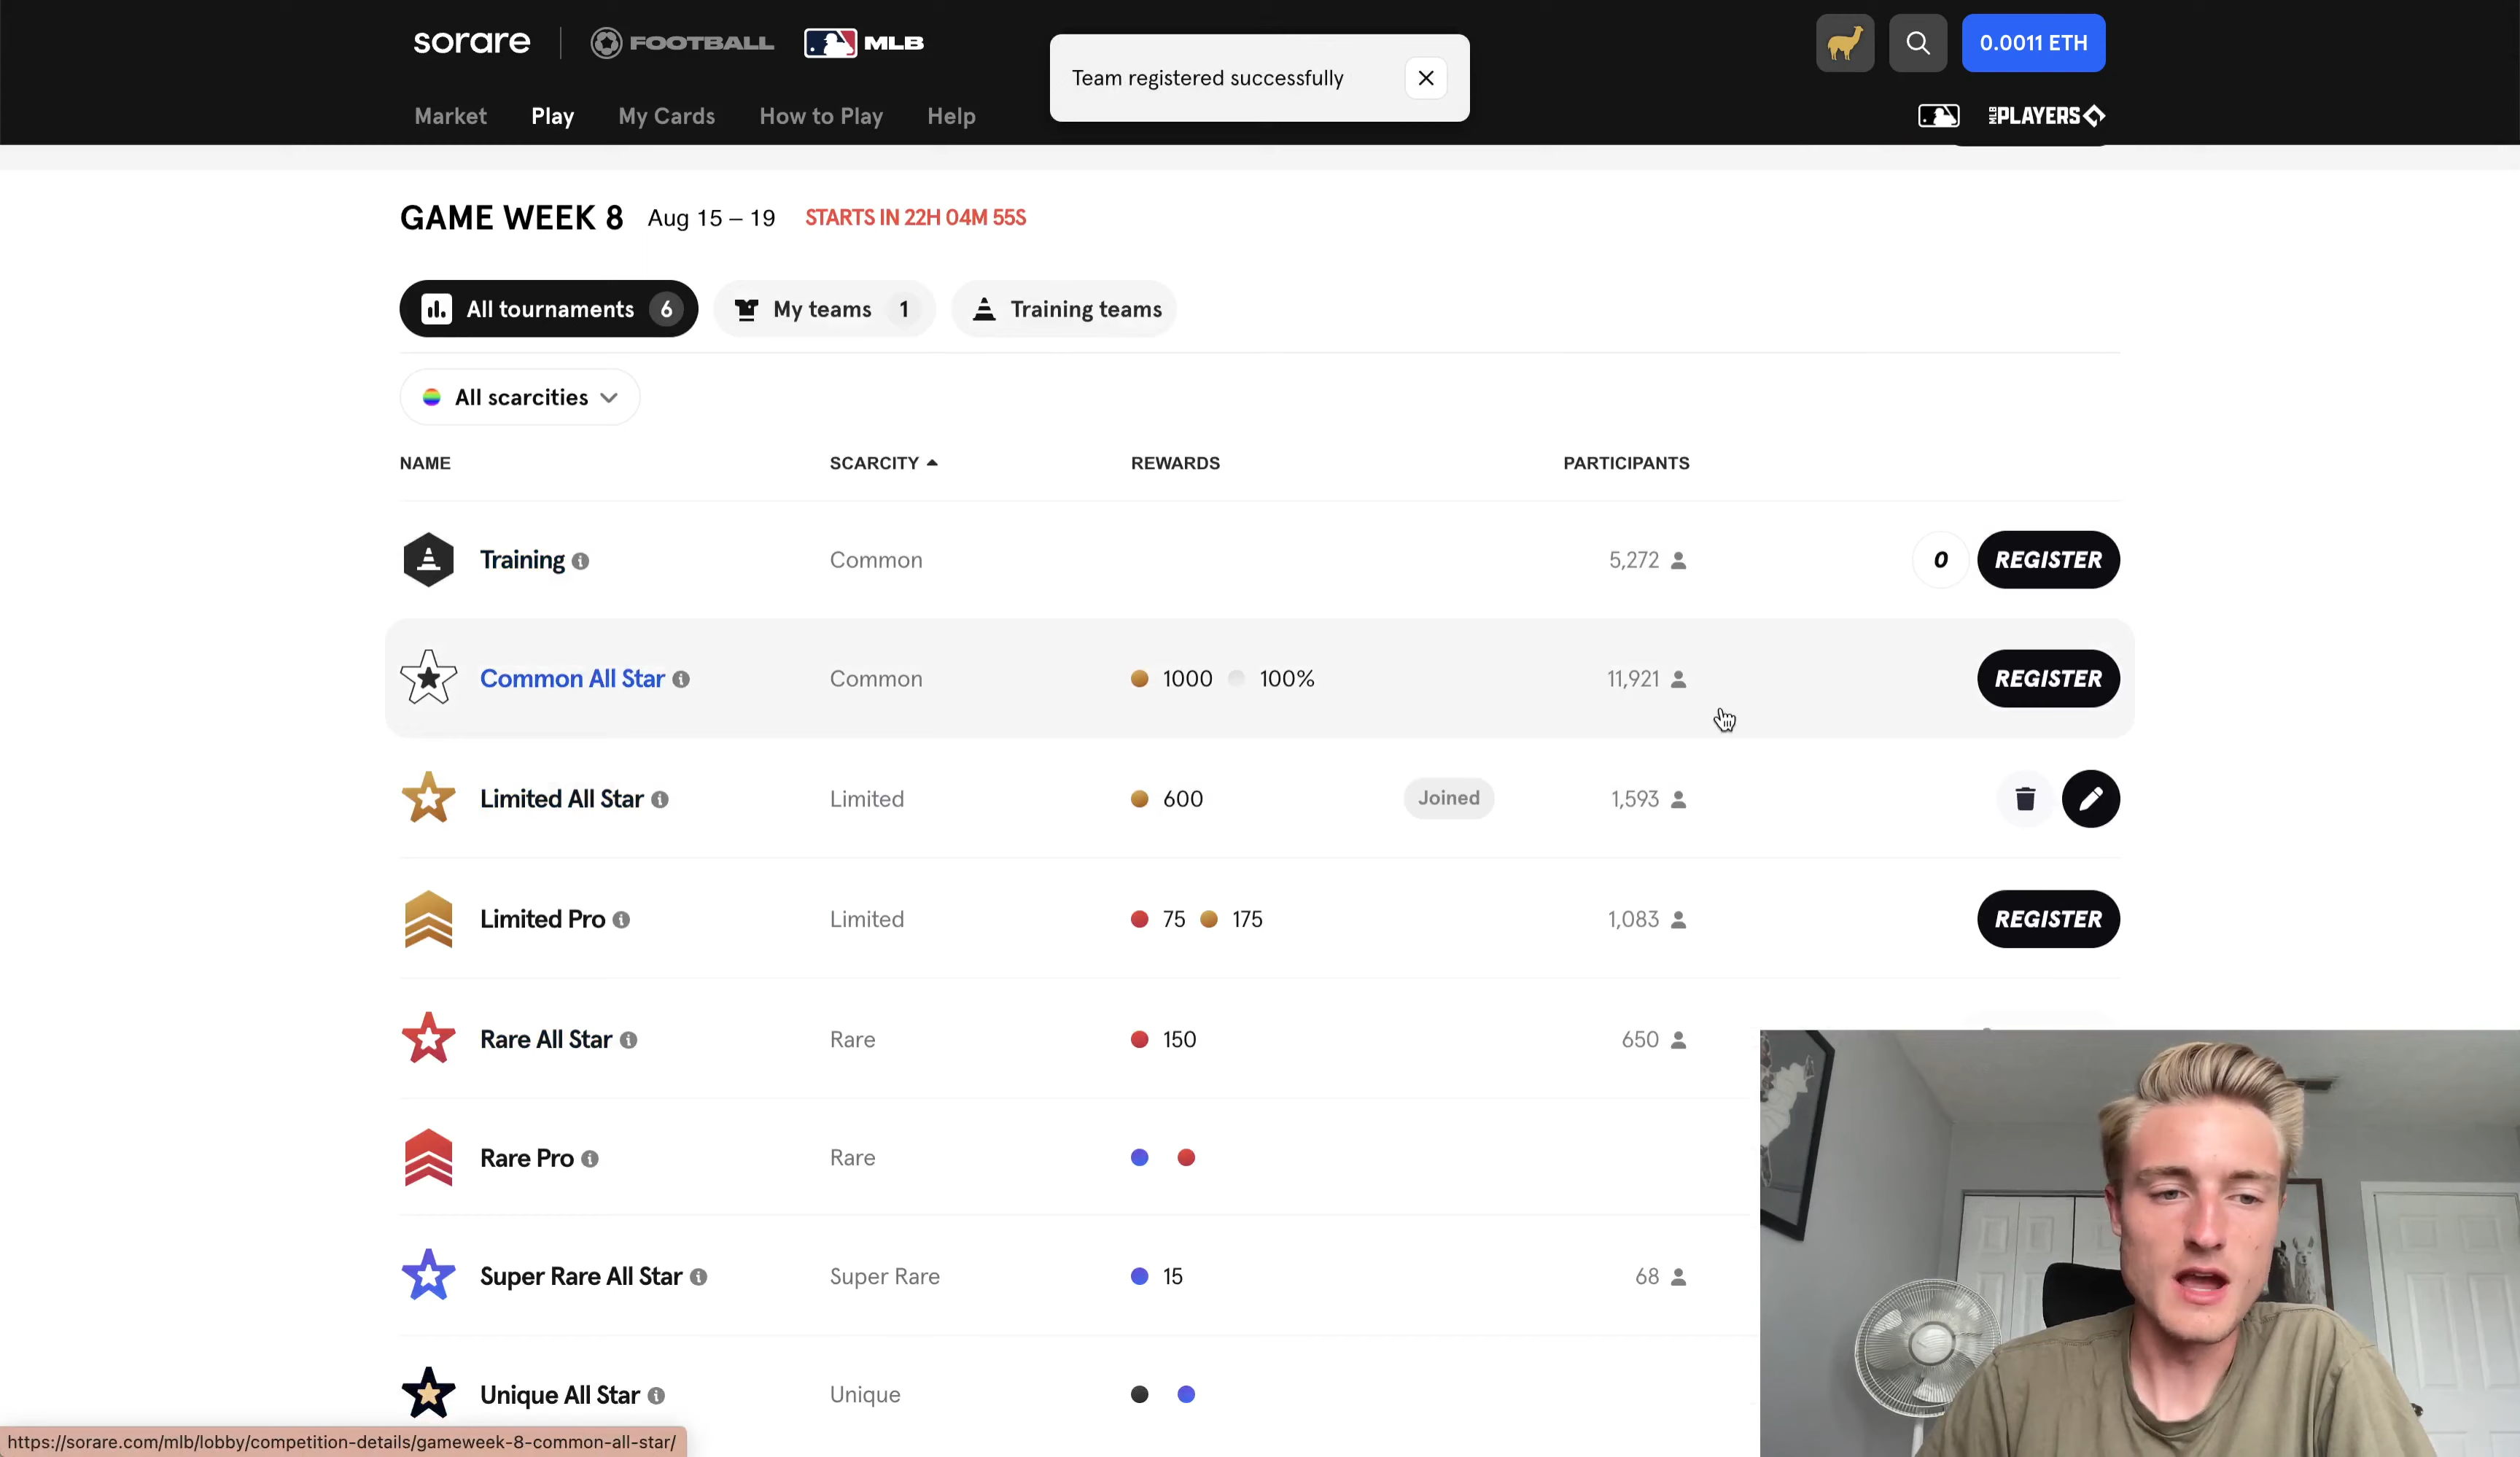 sorare FOOTBALL MLB
Team registered successfully
0.0011 ETH
Market Play My Cards How to Play Help
MLB PLAYERS
GAME WEEK 8 Aug 15 – 19 STARTS IN 22H 04M 55S
All tournaments 6 My teams 1 Training teams
All scarcities
NAME SCARCITY REWARDS PARTICIPANTS
Training Common 5,272 0 REGISTER
Common All Star Common 1000 100% 11,921 REGISTER
Limited All Star Limited 600 Joined 1,593
Limited Pro Limited 75 175 1,083 REGISTER
Rare All Star Rare 150 650
Rare Pro Rare
Super Rare All Star Super Rare 15 68
Unique All Star Unique
https://sorare.com/mlb/lobby/competition-details/gameweek-8-common-all-star/